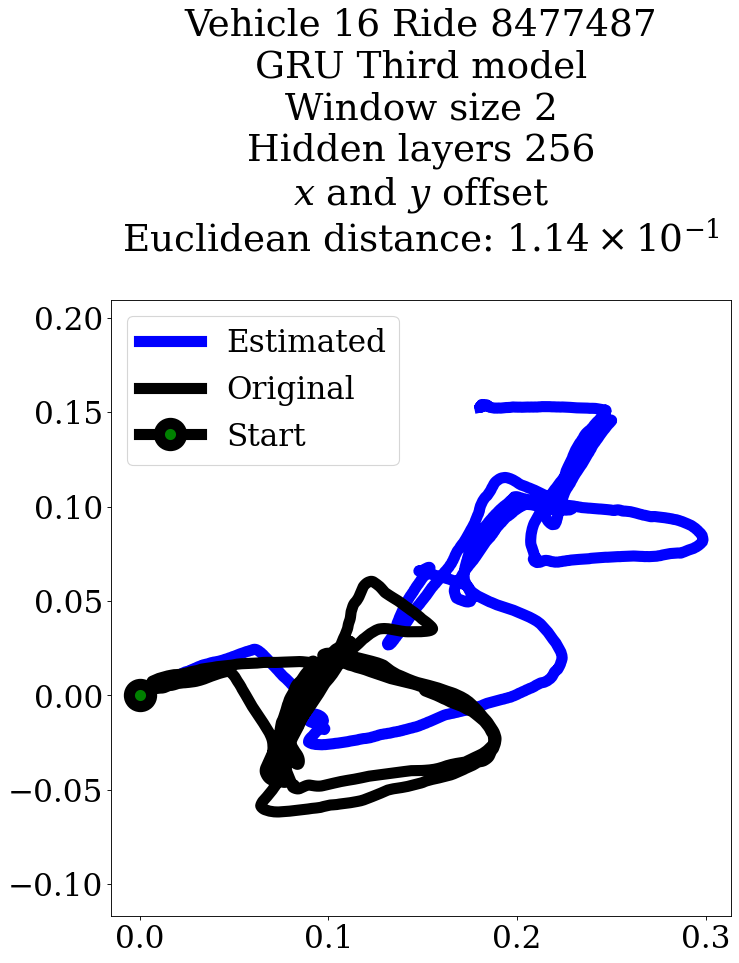 Vehicle 16 Ride 8477487
GRU Third model
Window size 2
Hidden layers 256
x and y offset
Euclidean distance: 1.14 × 10⁻¹
Estimated
Original
Start
0.20
0.15
0.10
0.05
0.00
−0.05
−0.10
0.0 0.1 0.2 0.3